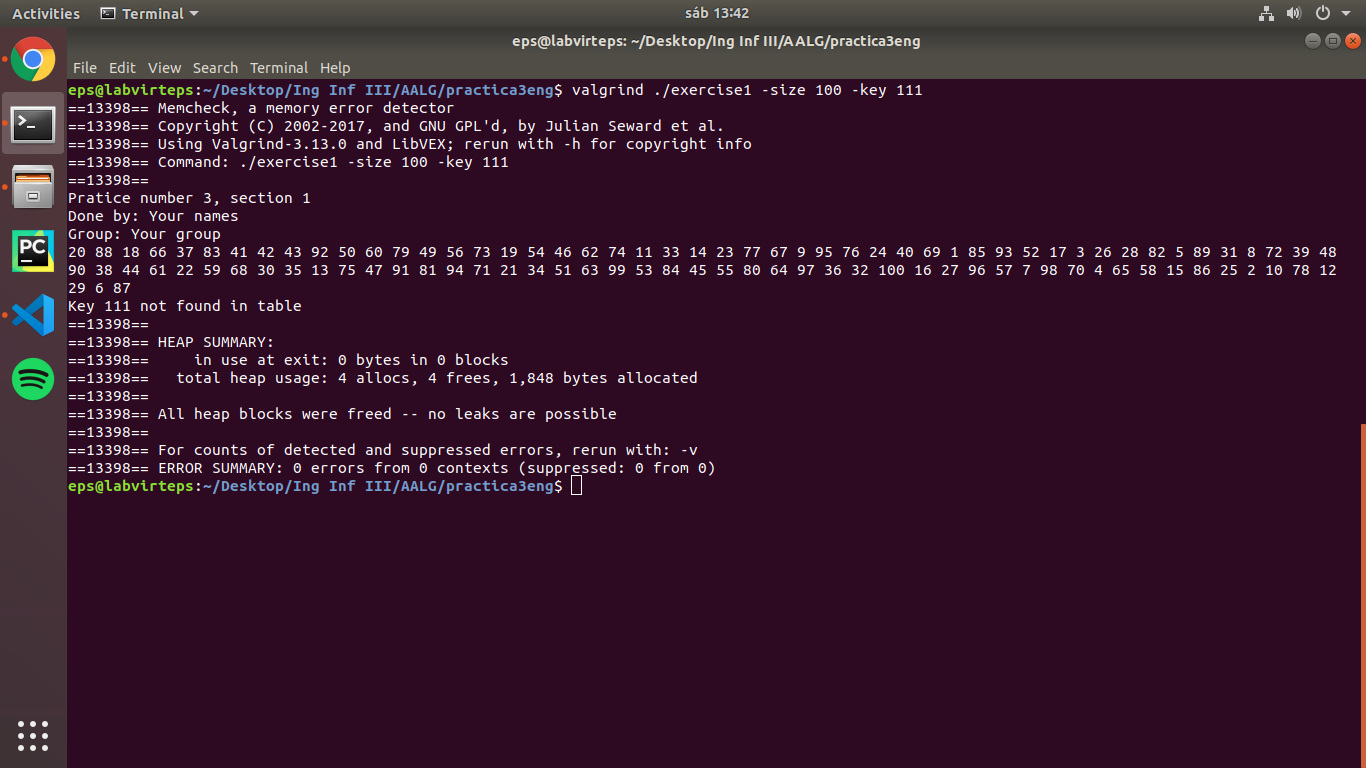 Activities Terminal sáb 13:42
eps@labvirteps: ~/Desktop/Ing Inf III/AALG/practica3eng
File Edit View Search Terminal Help
eps@labvirteps:~/Desktop/Ing Inf III/AALG/practica3eng$ valgrind ./exercise1 -size 100 -key 111
==13398== Memcheck, a memory error detector
==13398== Copyright (C) 2002-2017, and GNU GPL'd, by Julian Seward et al.
==13398== Using Valgrind-3.13.0 and LibVEX; rerun with -h for copyright info
==13398== Command: ./exercise1 -size 100 -key 111
==13398==
Pratice number 3, section 1
Done by: Your names
Group: Your group
20 88 18 66 37 83 41 42 43 92 50 60 79 49 56 73 19 54 46 62 74 11 33 14 23 77 67 9 95 76 24 40 69 1 85 93 52 17 3 26 28 82 5 89 31 8 72 39 48
90 38 44 61 22 59 68 30 35 13 75 47 91 81 94 71 21 34 51 63 99 53 84 45 55 80 64 97 36 32 100 16 27 96 57 7 98 70 4 65 58 15 86 25 2 10 78 12
29 6 87
Key 111 not found in table
==13398==
==13398== HEAP SUMMARY:
==13398==     in use at exit: 0 bytes in 0 blocks
==13398==   total heap usage: 4 allocs, 4 frees, 1,848 bytes allocated
==13398==
==13398== All heap blocks were freed -- no leaks are possible
==13398==
==13398== For counts of detected and suppressed errors, rerun with: -v
==13398== ERROR SUMMARY: 0 errors from 0 contexts (suppressed: 0 from 0)
eps@labvirteps:~/Desktop/Ing Inf III/AALG/practica3eng$
PC